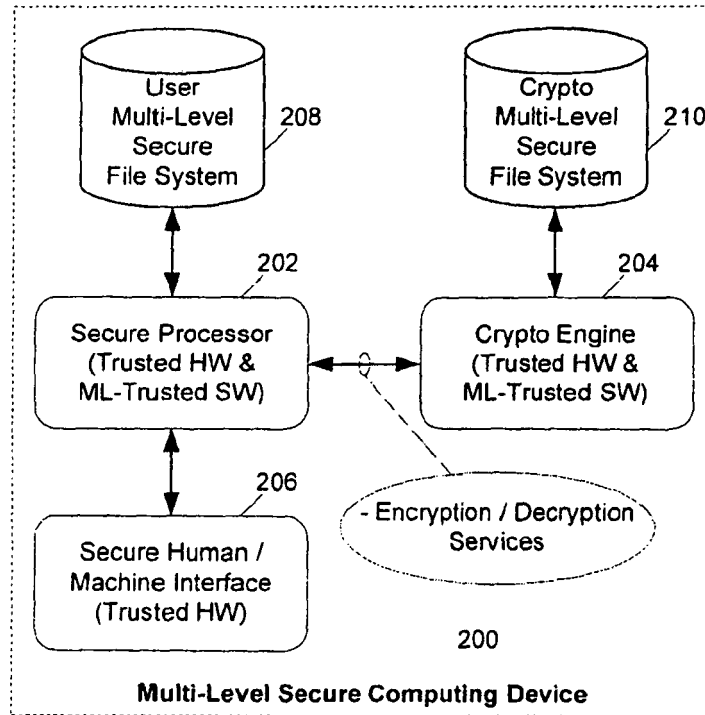 User
Multi-Level
Secure
File System
208
Crypto
Multi-Level
Secure
File System
210
202
Secure Processor
(Trusted HW &
ML-Trusted SW)
204
Crypto Engine
(Trusted HW &
ML-Trusted SW)
206
Secure Human /
Machine Interface
(Trusted HW)
- Encryption / Decryption
Services
200
Multi-Level Secure Computing Device